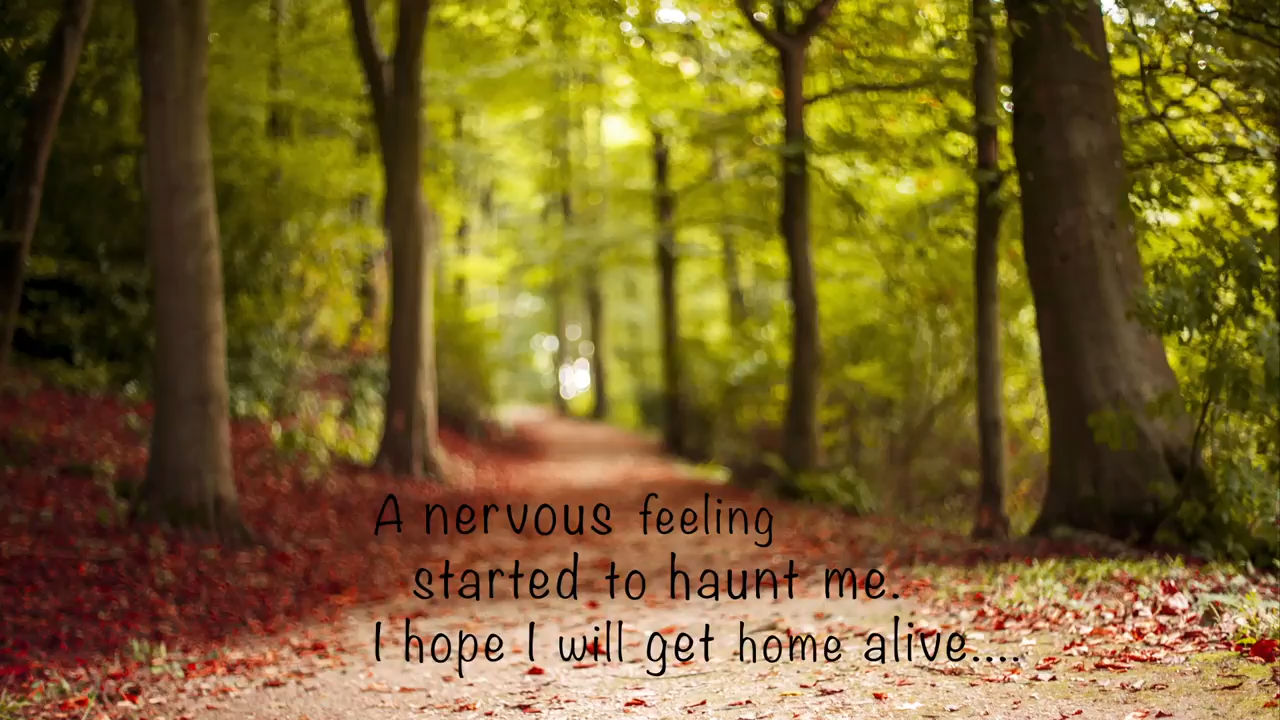 A nervous feeling
started to haunt me.
I hope I will get home alive....